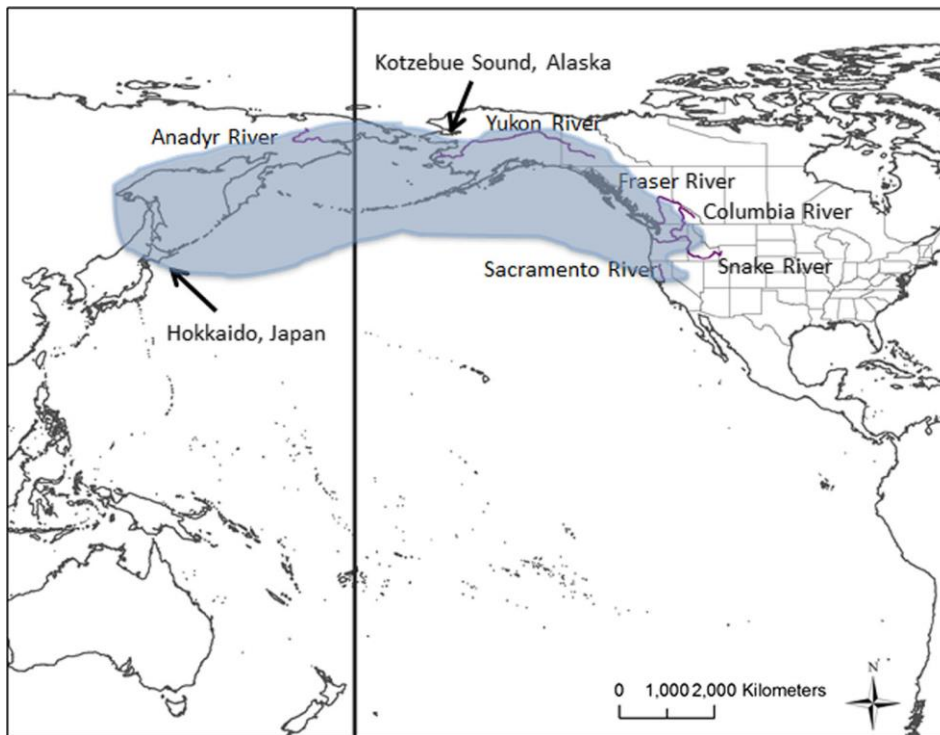 Kotzebue Sound, Alaska
Anadyr River
Yukon River
Fraser River
Columbia River
Sacramento River
Snake River
Hokkaido, Japan
N
0 1,000 2,000 Kilometers